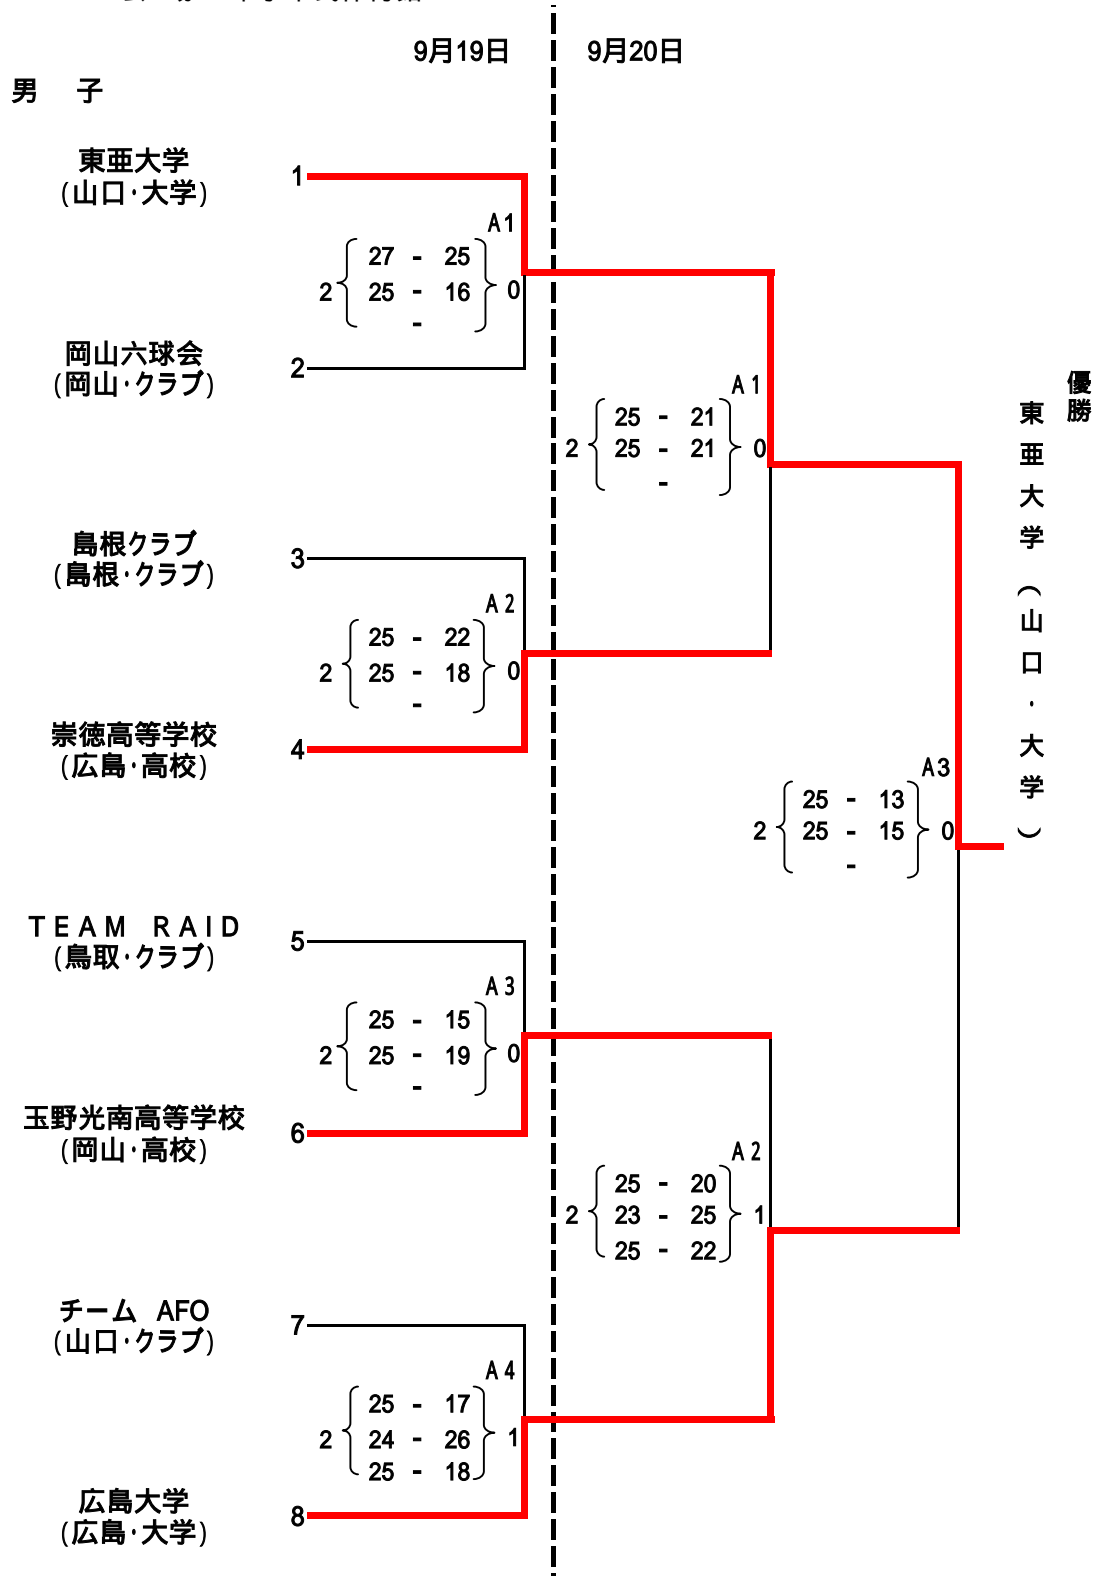 9月19日
9月20日
男　子
東亜大学
(山口・大学)
1
A1
2 27 - 25 0
25 - 16
-
岡山六球会
(岡山・クラブ)
2
島根クラブ
(島根・クラブ)
3
A2
2 25 - 22 0
25 - 18
-
崇徳高等学校
(広島・高校)
4
TEAM RAID
(鳥取・クラブ)
5
A3
2 25 - 15 0
25 - 19
-
玉野光南高等学校
(岡山・高校)
6
チーム AFO
(山口・クラブ)
7
A4
2 25 - 17 1
24 - 26
25 - 18
広島大学
(広島・大学)
8
A1
2 25 - 21 0
25 - 21
-
A2
2 25 - 20 1
23 - 25
25 - 22
A3
2 25 - 13 0
25 - 15
-
優勝
東亜大学(山口・大学)